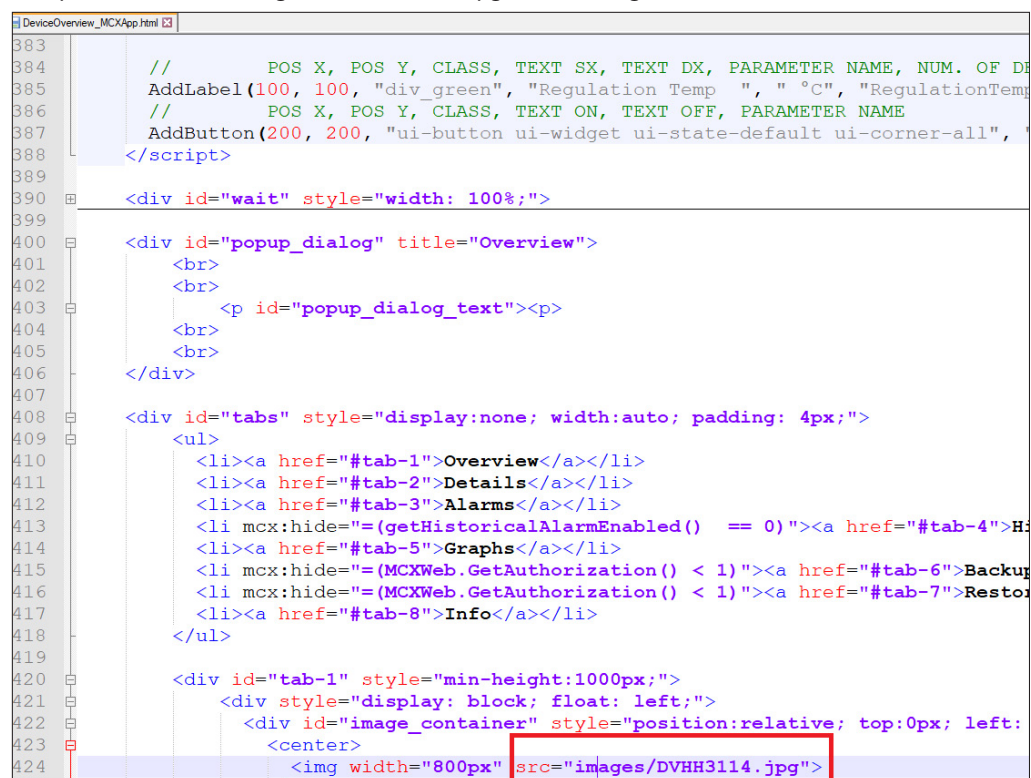 DeviceOverview_MCXApp.html
383
384 // POS X, POS Y, CLASS, TEXT SX, TEXT DX, PARAMETER NAME, NUM. OF
385 AddLabel(100, 100, "div_green", "Regulation Temp ", " °C",
386 // POS X, POS Y, CLASS, TEXT ON, TEXT OFF, PARAMETER NAME
387 AddButton(200, 200, "ui-button ui-widget ui-state-default ui-corner-all", "
388 </script>
389
390 <div id="wait" style="width: 100%;">
399
400 <div id="popup_dialog" title="Overview">
401 <br>
402 <br>
403 <p id="popup_dialog_text"><p>
404 <br>
405 <br>
406 </div>
407
408 <div id="tabs" style="display:none; width:auto; padding: 4px;">
409 <ul>
410 <li><a href="#tab-1">Overview</a></li>
411 <li><a href="#tab-2">Details</a></li>
412 <li><a href="#tab-3">Alarms</a></li>
413 <li mcx:hide="=(getHistoricalAlarmEnabled() == 0)"><a href="#tab-4">
414 <li><a href="#tab-5">Graphs</a></li>
415 <li mcx:hide="=(MCXWeb.GetAuthorization() < 1)"><a href="#tab-6">Backup
416 <li mcx:hide="=(MCXWeb.GetAuthorization() < 1)"><a href="#tab-7">
417 <li><a href="#tab-8">Info</a></li>
418 </ul>
419
420 <div id="tab-1" style="min-height:1000px;">
421 <div style="display: block; float: left;">
422 <div id="image_container" style="position:relative; top:0px; left:
423 <center>
424 <img width="800px" src="images/DVHH3114.jpg">